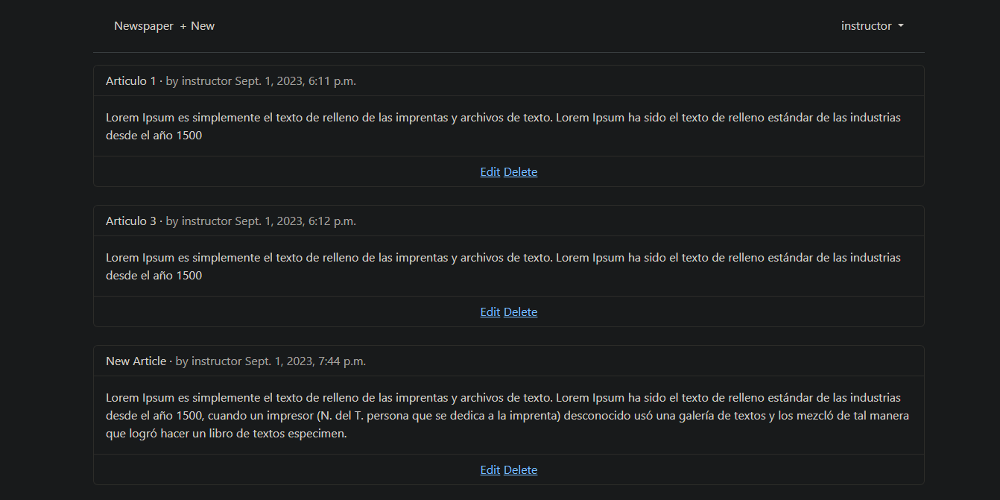 Newspaper + New instructor
Articulo 1 · by instructor Sept. 1, 2023, 6:11 p.m.
Lorem Ipsum es simplemente el texto de relleno de las imprentas y archivos de texto. Lorem Ipsum ha sido el texto de relleno estándar de las industrias
desde el año 1500
Edit Delete
Articulo 3 · by instructor Sept. 1, 2023, 6:12 p.m.
Lorem Ipsum es simplemente el texto de relleno de las imprentas y archivos de texto. Lorem Ipsum ha sido el texto de relleno estándar de las industrias
desde el año 1500
Edit Delete
New Article · by instructor Sept. 1, 2023, 7:44 p.m.
Lorem Ipsum es simplemente el texto de relleno de las imprentas y archivos de texto. Lorem Ipsum ha sido el texto de relleno estándar de las industrias
desde el año 1500, cuando un impresor (N. del T. persona que se dedica a la imprenta) desconocido usó una galería de textos y los mezcló de tal manera
que logró hacer un libro de textos especimen.
Edit Delete